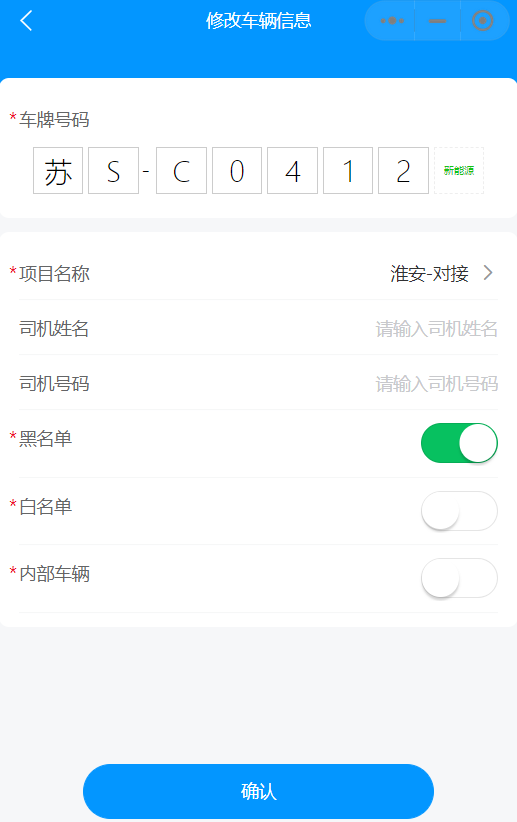 修改车辆信息
*车牌号码
苏 S - C 0 4 1 2 新能源
*项目名称 淮安-对接
司机姓名 请输入司机姓名
司机号码 请输入司机号码
*黑名单
*白名单
*内部车辆
确认